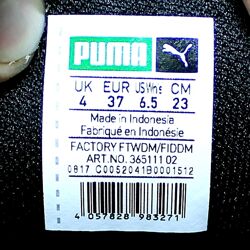 PUMA
UK EUR US Wns CM
4 37 6.5 23
Made in Indonesia
Fabriqué en Indonésie
FACTORY FTWDM/FIDDM
ART.NO. 365111 02
0817 C0052041B0001512
4 057828 983271